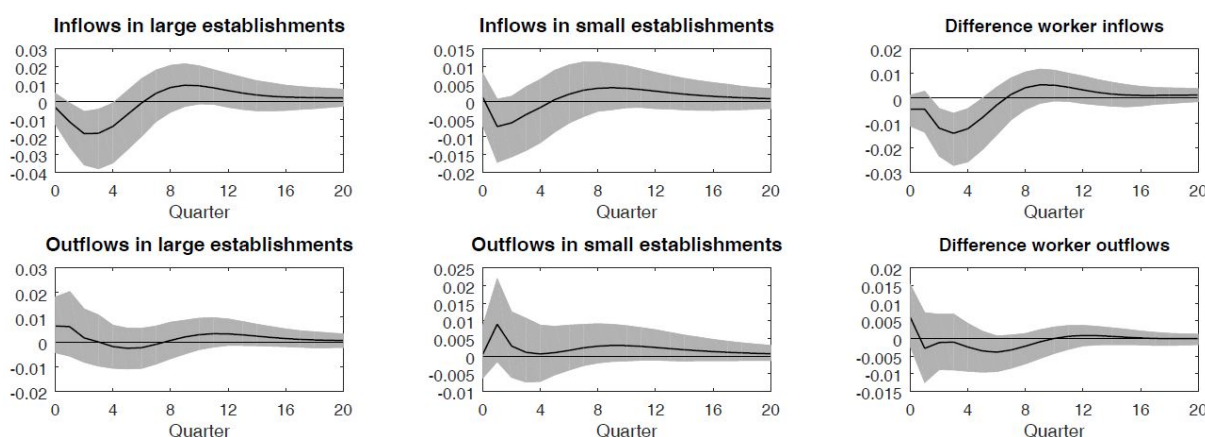 Inflows in large establishments
0.03
0.02
0.01
0
-0.01
-0.02
-0.03
-0.04
0 4 8 12 16 20
Quarter
Inflows in small establishments
0.015
0.01
0.005
0
0.005
-0.01
0.015
-0.02
0 4 8 12 16 20
Quarter
Difference worker inflows
0.02
0.01
0
-0.01
-0.02
-0.03
0 4 8 12 16 20
Quarter
Outflows in large establishments
0.03
0.02
0.01
0
-0.01
-0.02
0 4 8 12 16 20
Quarter
Outflows in small establishments
0.025
0.02
0.015
0.01
0.005
0
0.005
-0.01
0 4 8 12 16 20
Quarter
Difference worker outflows
0.02
0.015
0.01
0.005
0
-0.005
-0.01
-0.015
0 4 8 12 16 20
Quarter